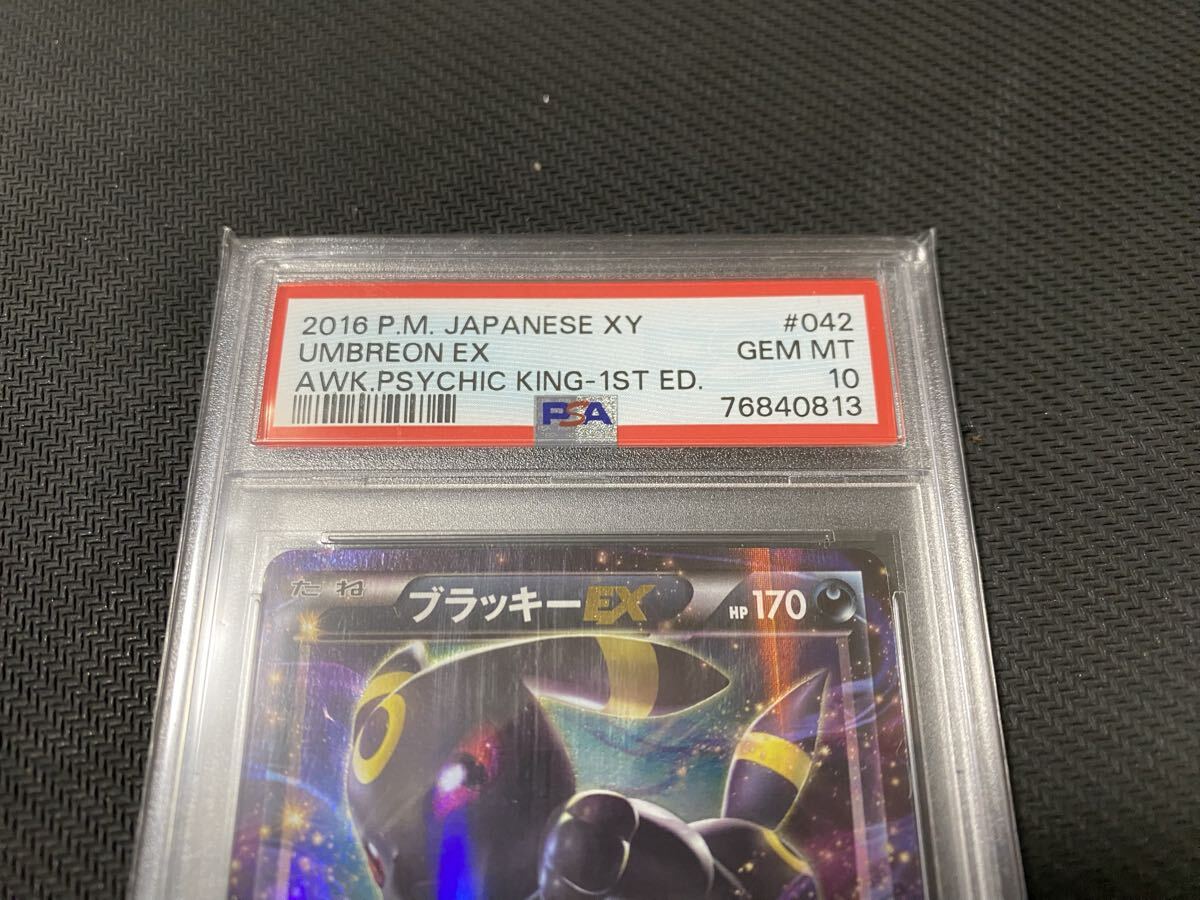 2016 P.M. JAPANESE XY #042
UMBREON EX GEM MT
AWK.PSYCHIC KING-1ST ED. 10
PSA 76840813
たね ブラッキーEX HP 170